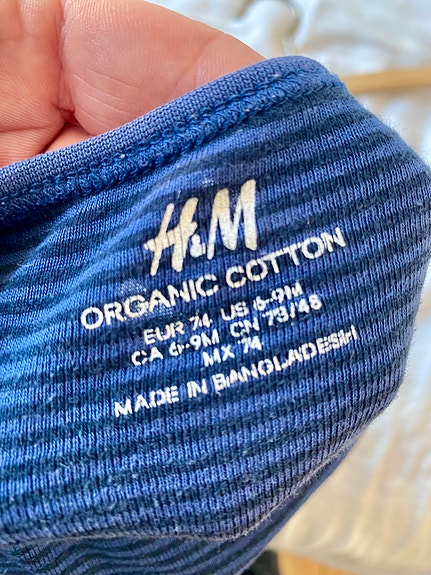 H&M
ORGANIC COTTON
EUR 74 US 6-9M
CA 6-9M CN 73/48
MX 74
MADE IN BANGLADESH